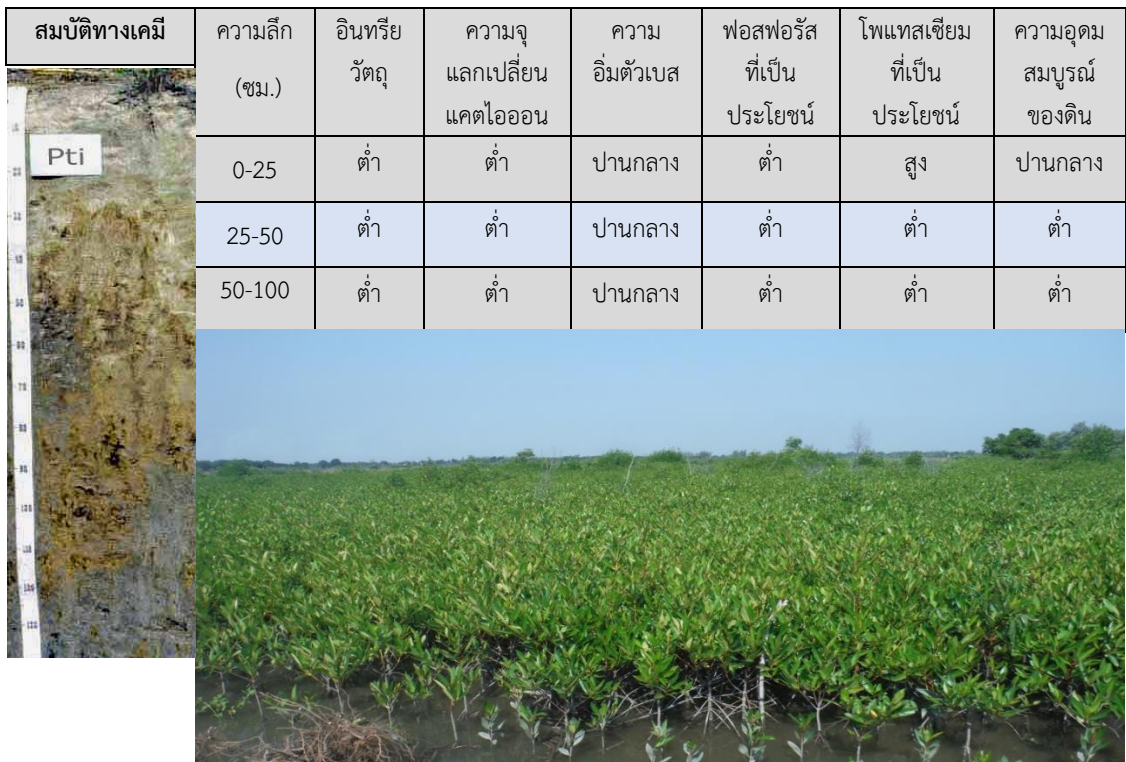 สมบัติทางเคมี
ความลึก (ซม.) อินทรียวัตถุ ความจุแลกเปลี่ยนแคตไอออน ความอิ่มตัวเบส ฟอสฟอรัสที่เป็นประโยชน์ โพแทสเซียมที่เป็นประโยชน์ ความอุดมสมบูรณ์ของดิน
0-25 ต่ำ ต่ำ ปานกลาง ต่ำ สูง ปานกลาง
25-50 ต่ำ ต่ำ ปานกลาง ต่ำ ต่ำ ต่ำ
50-100 ต่ำ ต่ำ ปานกลาง ต่ำ ต่ำ ต่ำ
Pti